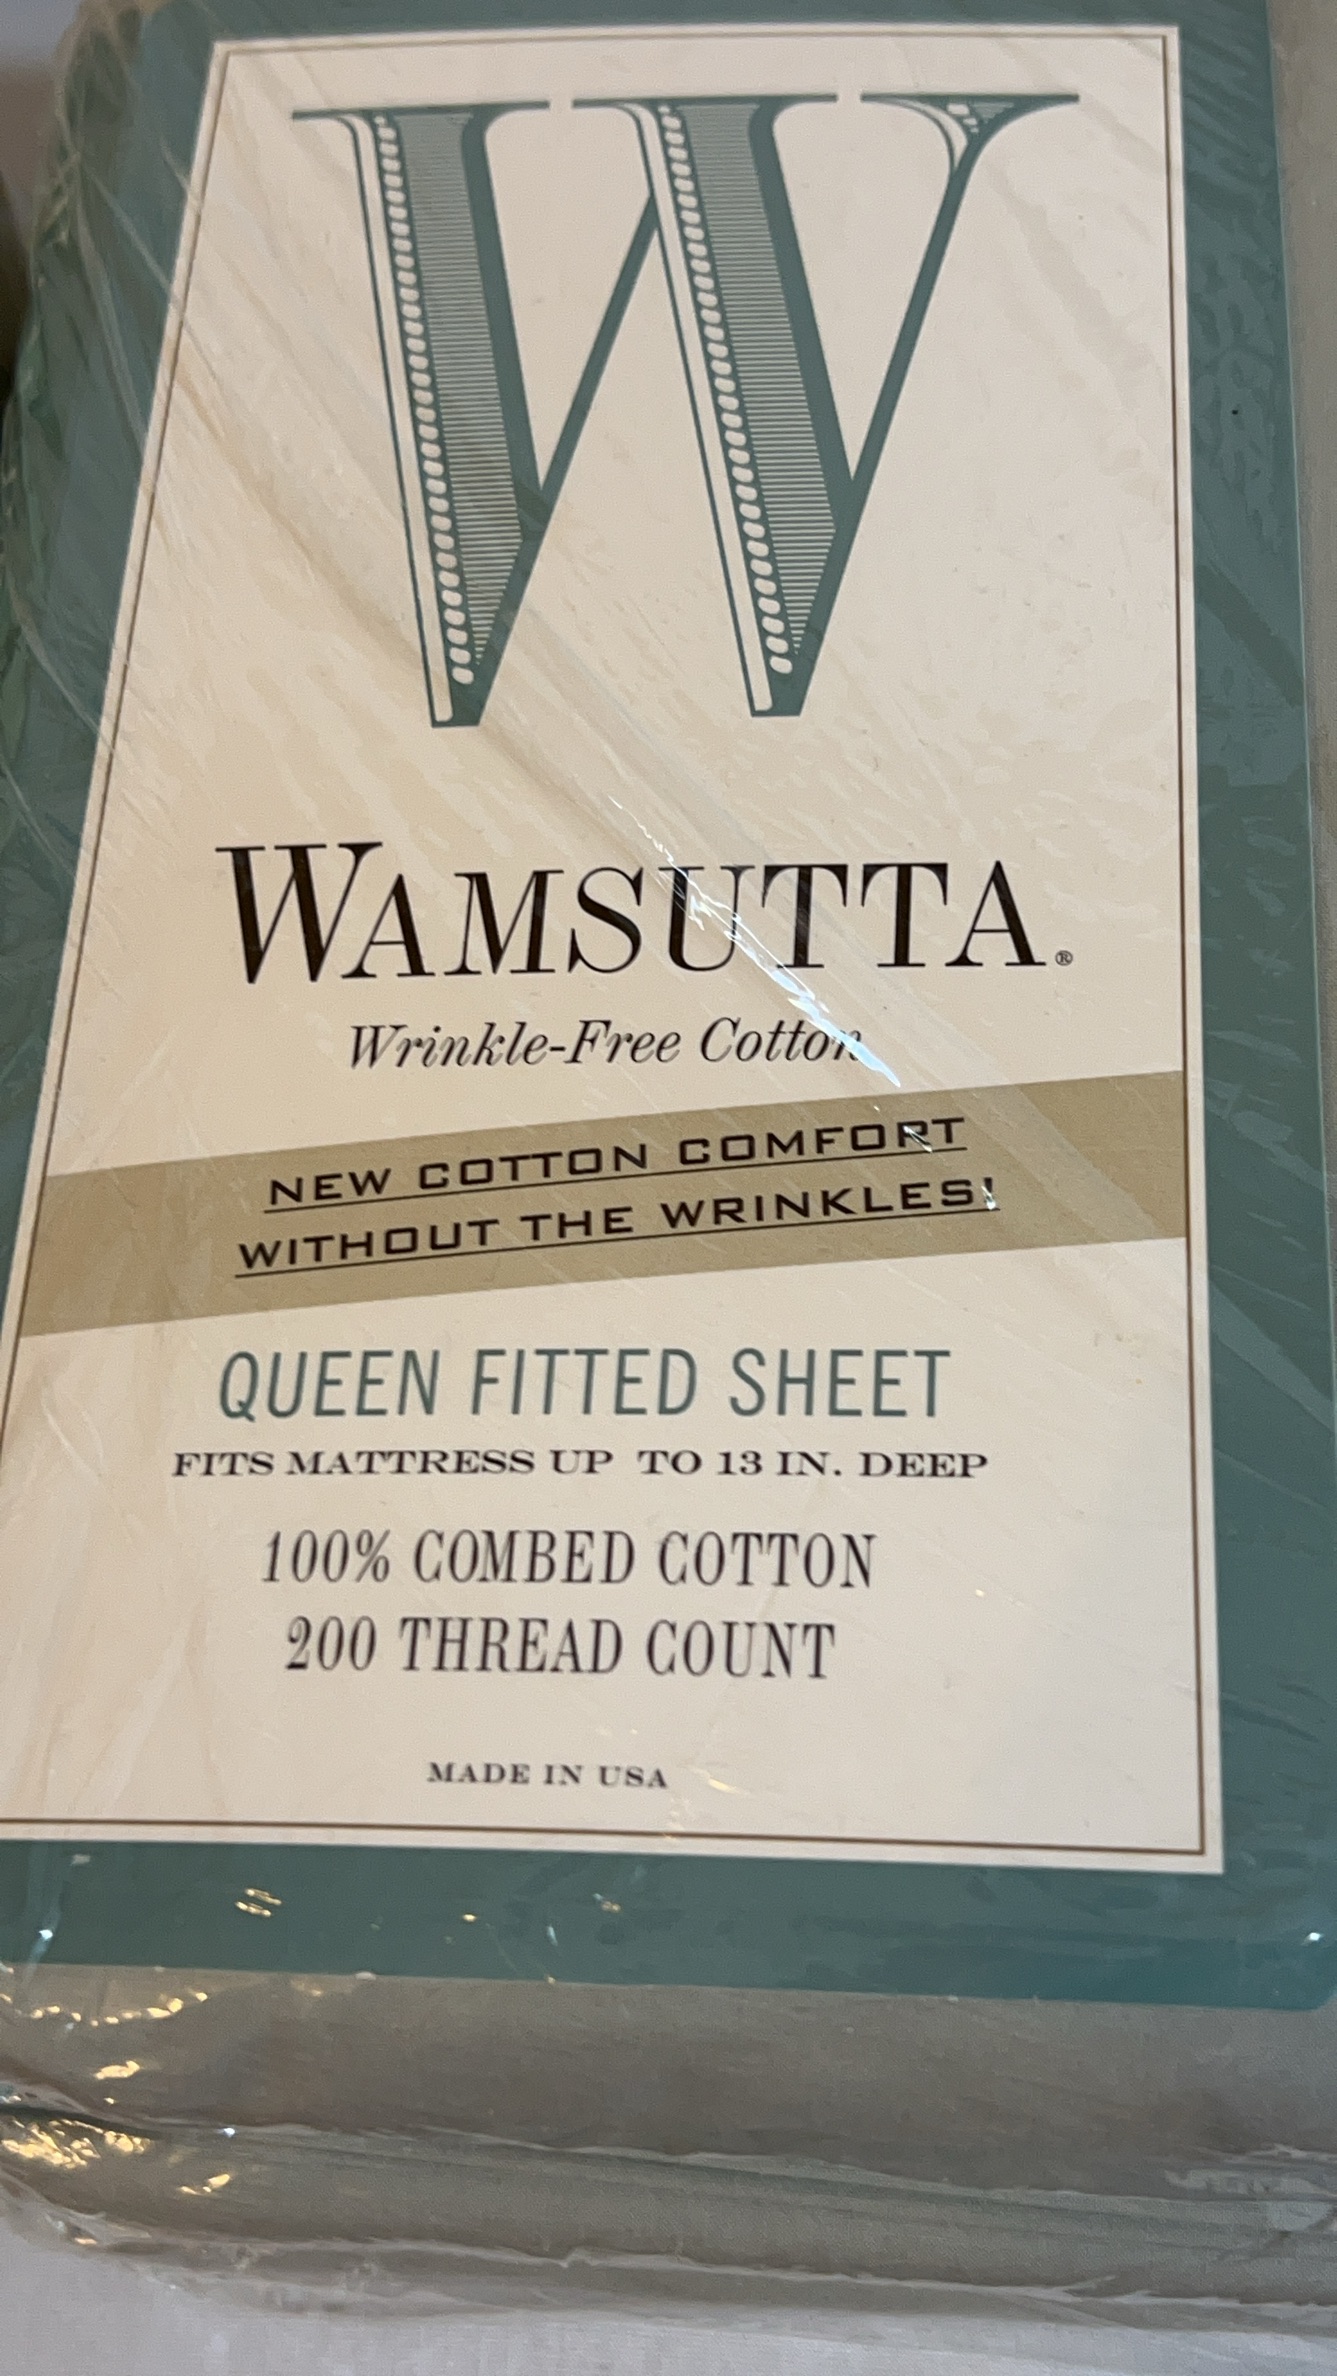 W
WAMSUTTA®
Wrinkle-Free Cotton
NEW COTTON COMFORT
WITHOUT THE WRINKLES!
QUEEN FITTED SHEET
FITS MATTRESS UP TO 13 IN. DEEP
100% COMBED COTTON
200 THREAD COUNT
MADE IN USA